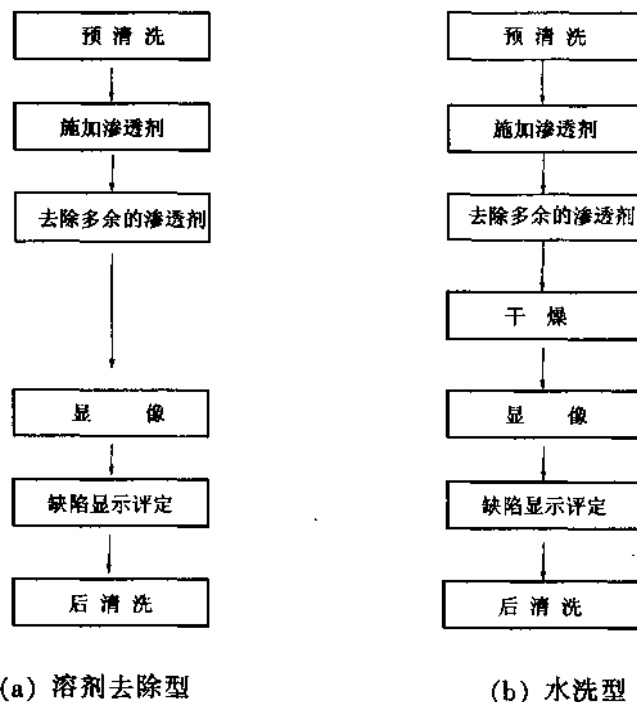 预清洗
施加渗透剂
去除多余的渗透剂
显像
缺陷显示评定
后清洗
(a) 溶剂去除型
预清洗
施加渗透剂
去除多余的渗透剂
干燥
显像
缺陷显示评定
后清洗
(b) 水洗型